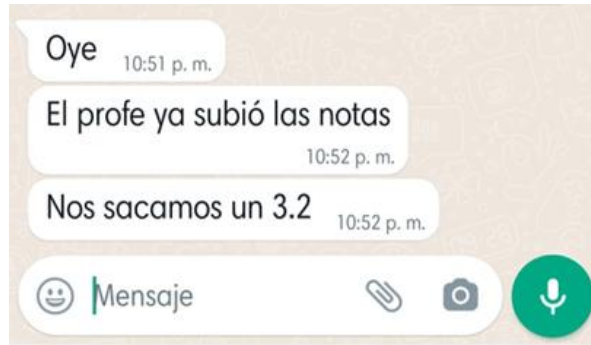 Oye 10:51 p. m.
El profe ya subió las notas
10:52 p. m.
Nos sacamos un 3.2 10:52 p. m.
Mensaje